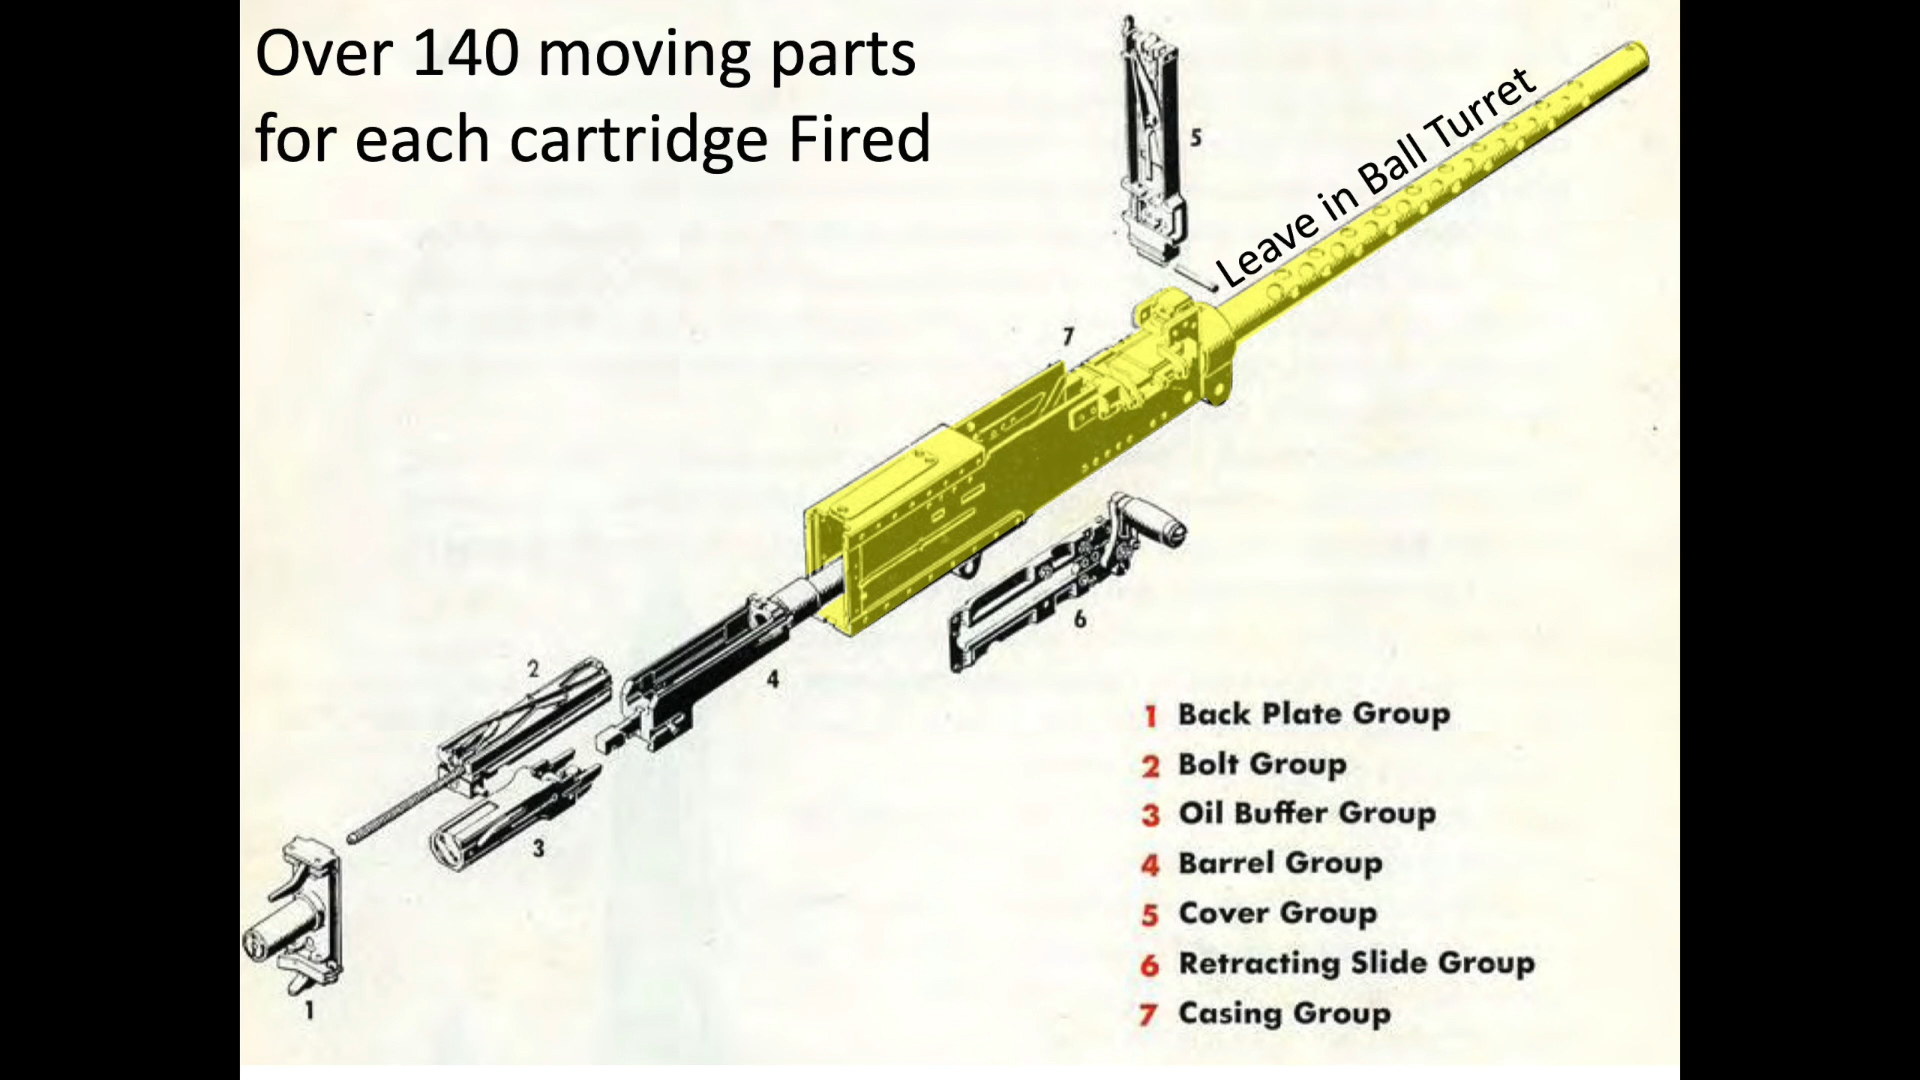 Over 140 moving parts
for each cartridge Fired
Leave in Ball Turret
5
7
6
4
2
3
1
1 Back Plate Group
2 Bolt Group
3 Oil Buffer Group
4 Barrel Group
5 Cover Group
6 Retracting Slide Group
7 Casing Group